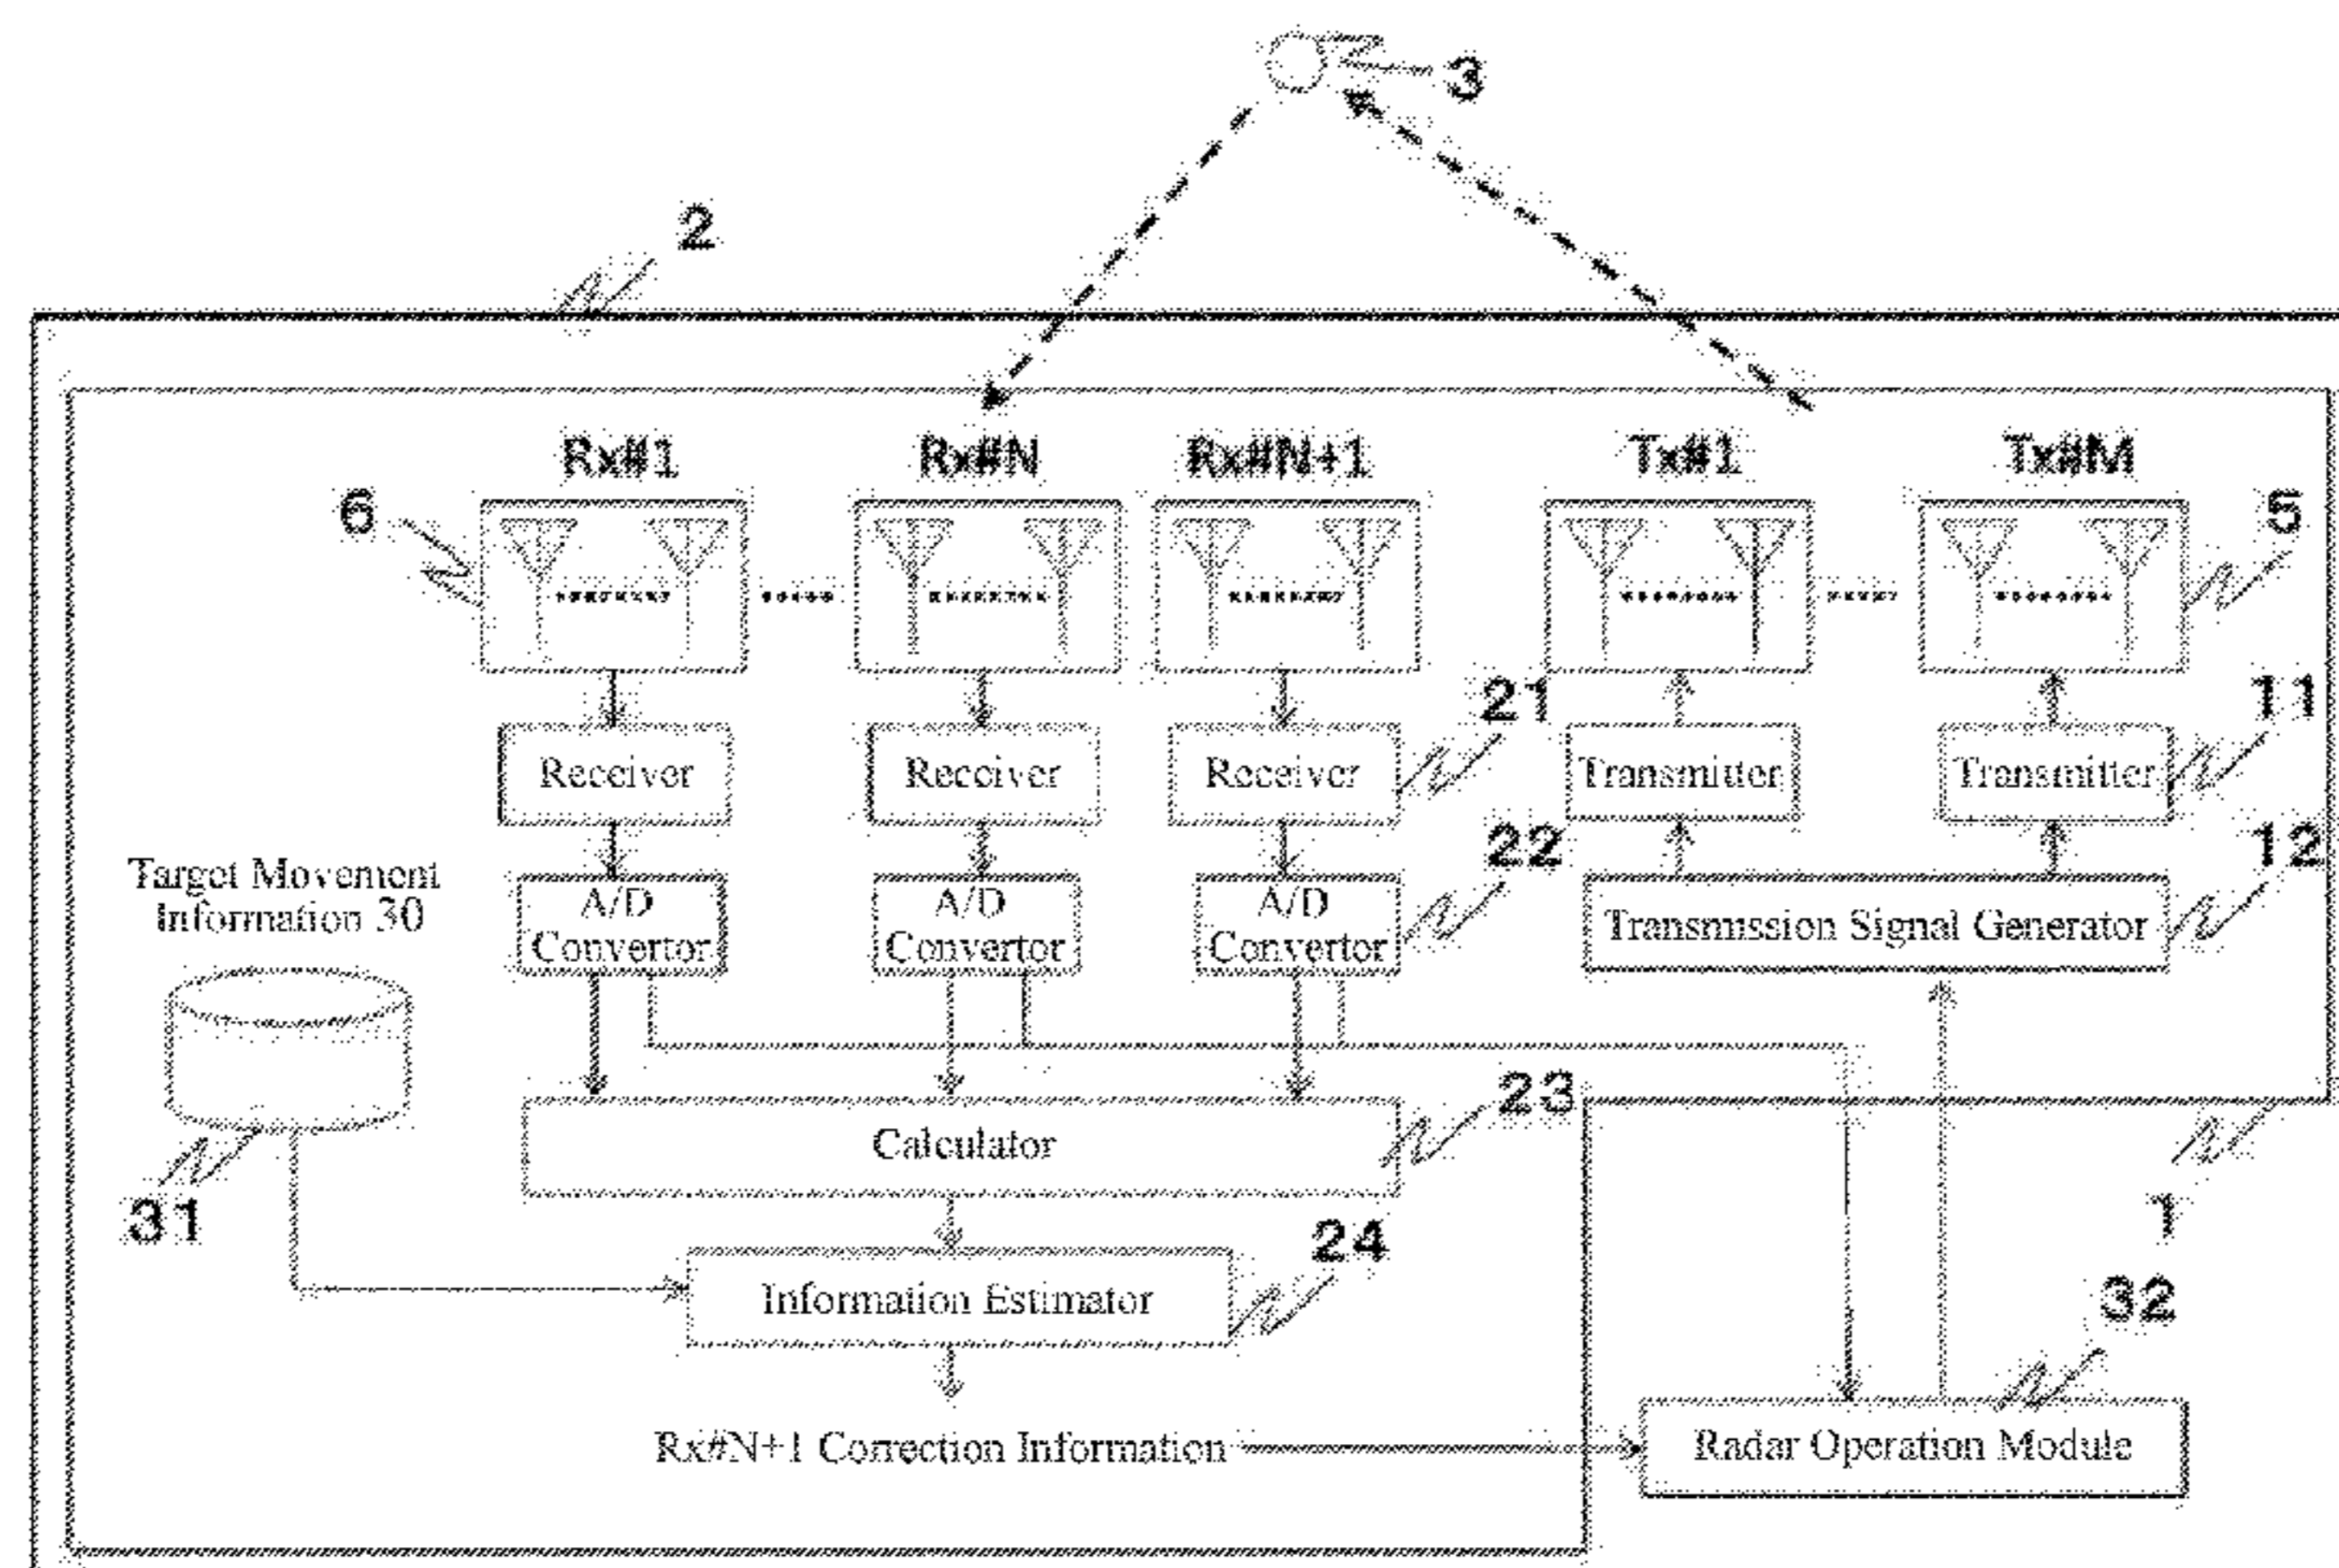 3
2
Rx#1 Rx#N Rx#N+1 Tx#1 Tx#M
6 5
21 11
Receiver Receiver Receiver Transmitter Transmitter
22 12
Target Movement
Information 30
A/D
Convertor
A/D
Convertor
A/D
Convertor
Transmission Signal Generator
23
Calculator
31 1
24
Information Estimator
32
Rx#N+1 Correction Information
Radar Operation Module